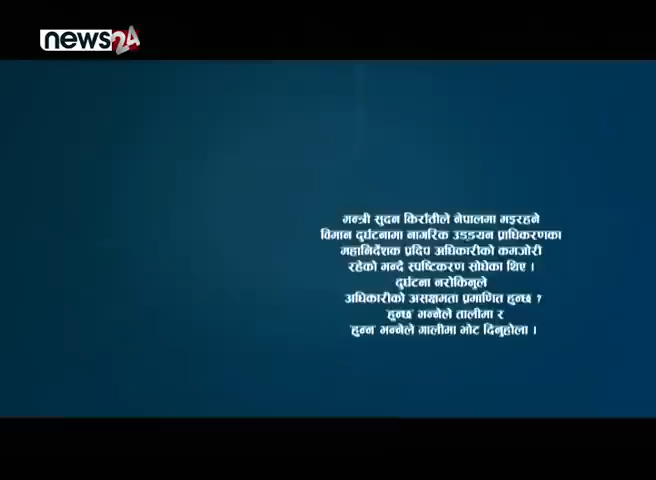 news24
मन्त्री सुदन किराँतीले नेपालमा भइरहने
विमान दुर्घटनामा नागरिक उड्डयन प्राधिकरणका
महानिर्देशक प्रदिप अधिकारीको कमजोरी
रहेको भन्दै स्पष्टिकरण सोधेका थिए ।
दुर्घटना नरोकिनुले
अधिकारीको असक्षमता प्रमाणित हुन्छ ?
'हुन्छ' भन्नेले तालीमा र
'हुन्न' भन्नेले गालीमा भोट दिनुहोला ।